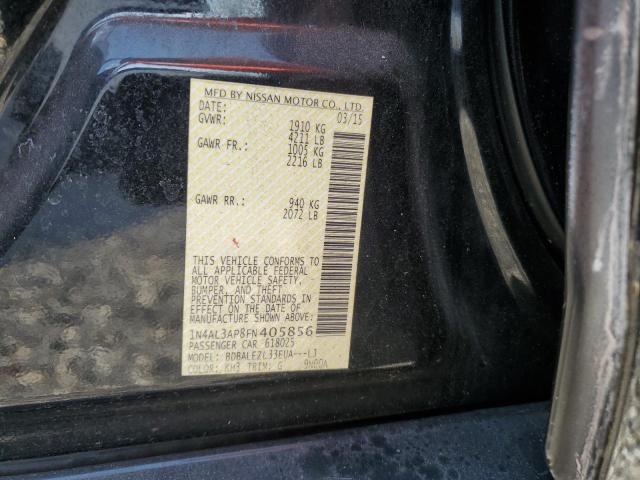 MFD BY NISSAN MOTOR CO., LTD.
DATE: 03/15
GVWR: 1910 KG
4211 LB
GAWR FR.: 1005 KG
2216 LB
GAWR RR.: 940 KG
2072 LB
THIS VEHICLE CONFORMS TO
ALL APPLICABLE FEDERAL
MOTOR VEHICLE SAFETY,
BUMPER, AND THEFT
PREVENTION STANDARDS IN
EFFECT ON THE DATE OF
MANUFACTURE SHOWN ABOVE.
1N4AL3AP8FN405856
PASSENGER CAR 618025
MODEL:
COLOR: KH3 TRIM: G